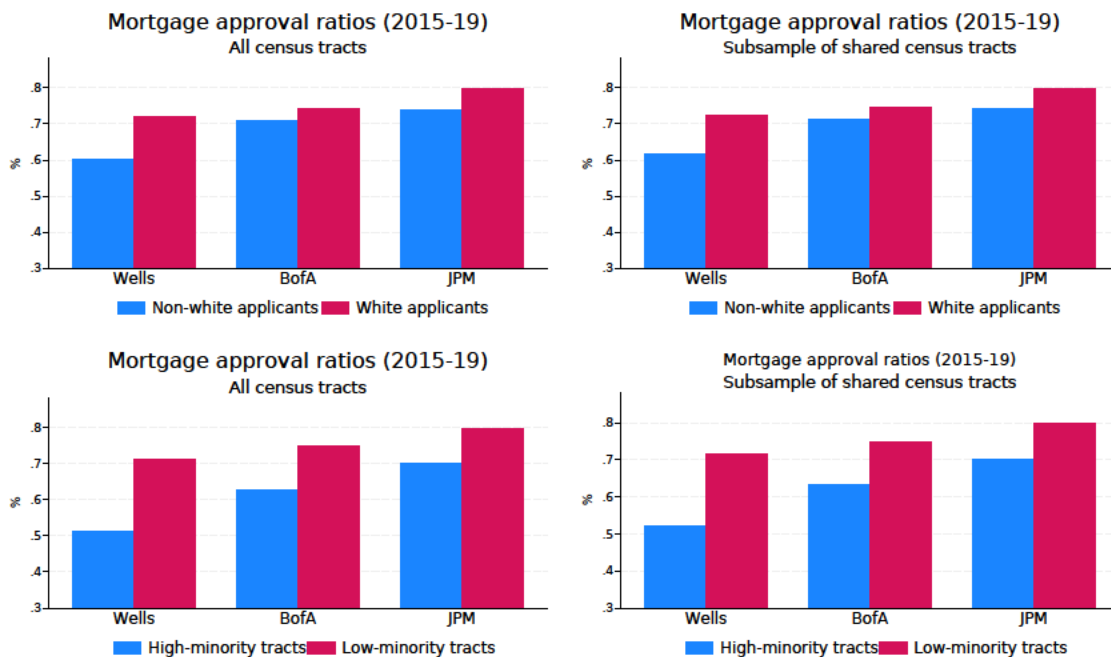 Mortgage approval ratios (2015-19)
All census tracts
%
.8
.7
.6
.5
.4
.3
Wells BofA JPM
Non-white applicants White applicants
Mortgage approval ratios (2015-19)
Subsample of shared census tracts
%
.8
.7
.6
.5
.4
.3
Wells BofA JPM
Non-white applicants White applicants
Mortgage approval ratios (2015-19)
All census tracts
%
.8
.7
.6
.5
.4
.3
Wells BofA JPM
High-minority tracts Low-minority tracts
Mortgage approval ratios (2015-19)
Subsample of shared census tracts
%
.8
.7
.6
.5
.4
.3
Wells BofA JPM
High-minority tracts Low-minority tracts